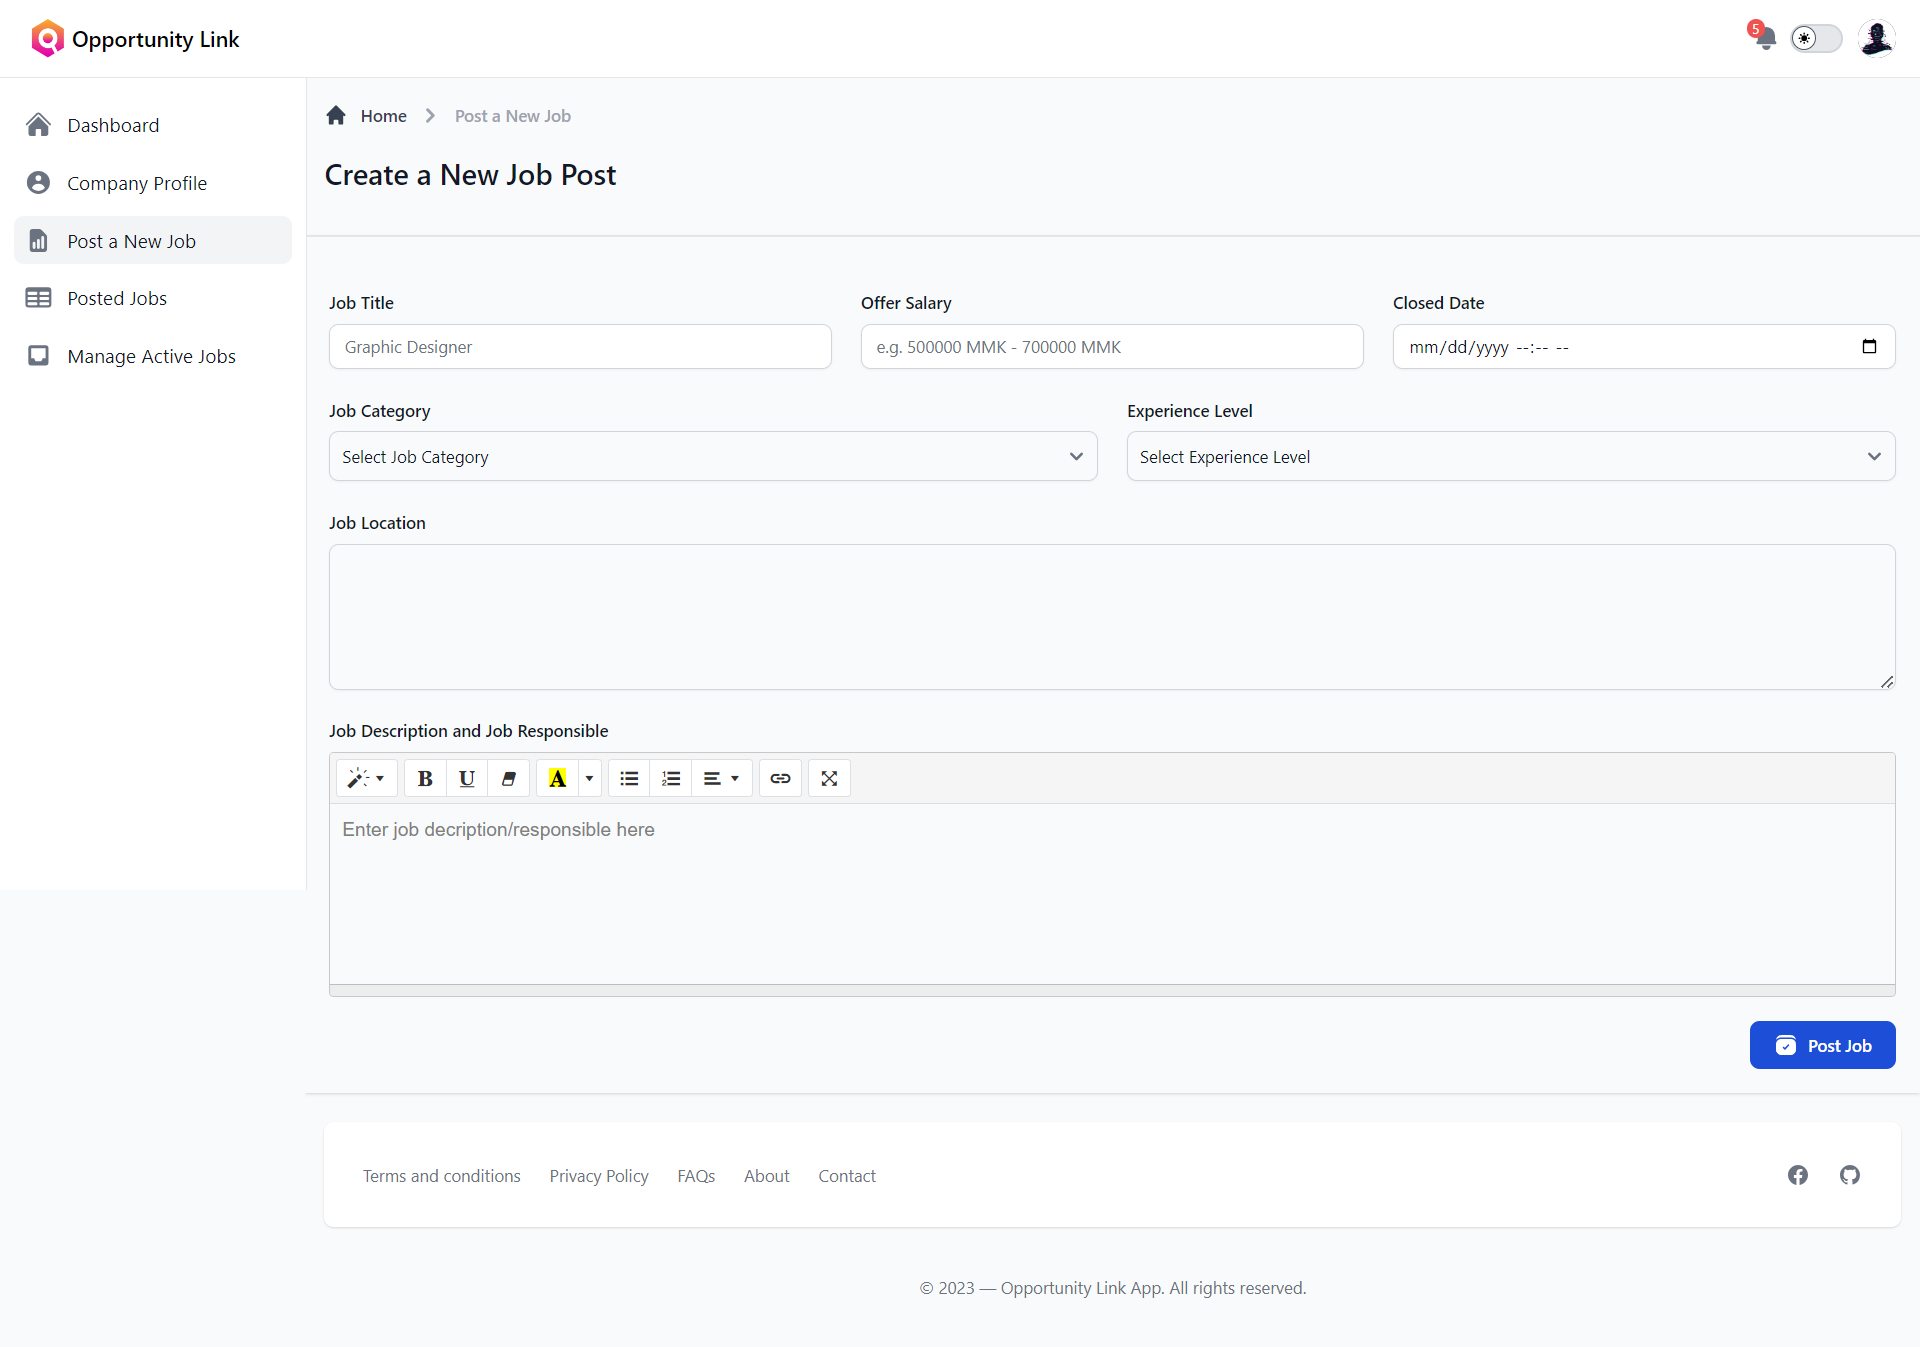 Opportunity Link
5
Dashboard
Company Profile
Post a New Job
Posted Jobs
Manage Active Jobs
Home
Post a New Job
Create a New Job Post
Job Title
Offer Salary
Closed Date
Graphic Designer
e.g. 500000 MMK - 700000 MMK
mm/dd/yyyy --:-- --
Job Category
Experience Level
Select Job Category
Select Experience Level
Job Location
Job Description and Job Responsible
B U A
Enter job decription/responsible here
Post Job
Terms and conditions
Privacy Policy
FAQs
About
Contact
© 2023 — Opportunity Link App. All rights reserved.